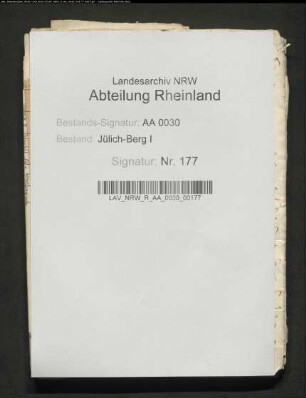 Landesarchiv NRW
Abteilung Rheinland
Bestands-Signatur: AA 0030
Bestand: Jülich-Berg I
Signatur: Nr. 177
LAV_NRW_R_AA_0030_00177